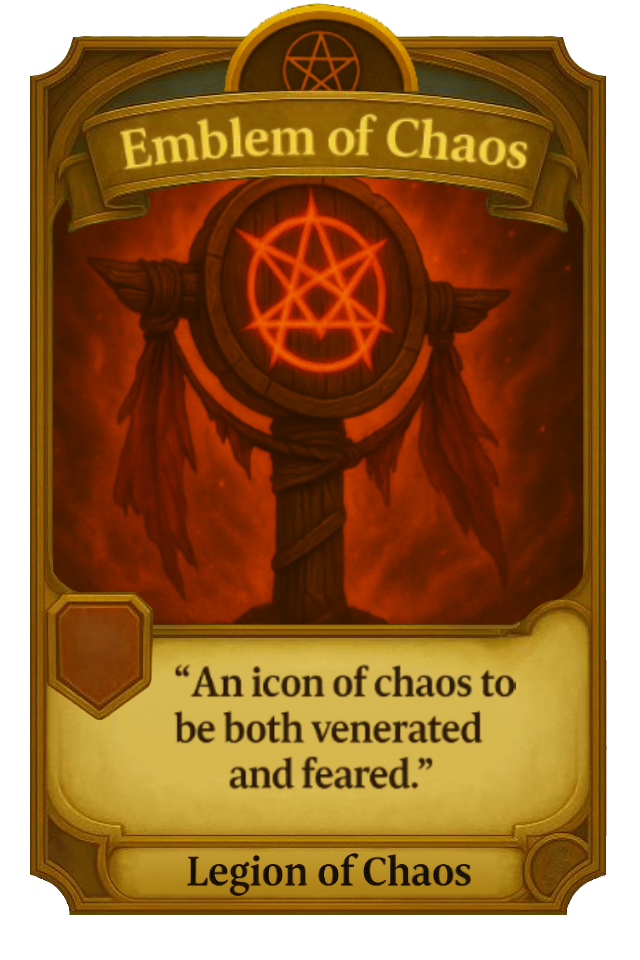 Emblem of Chaos
“An icon of chaos to
be both venerated
and feared.”
Legion of Chaos